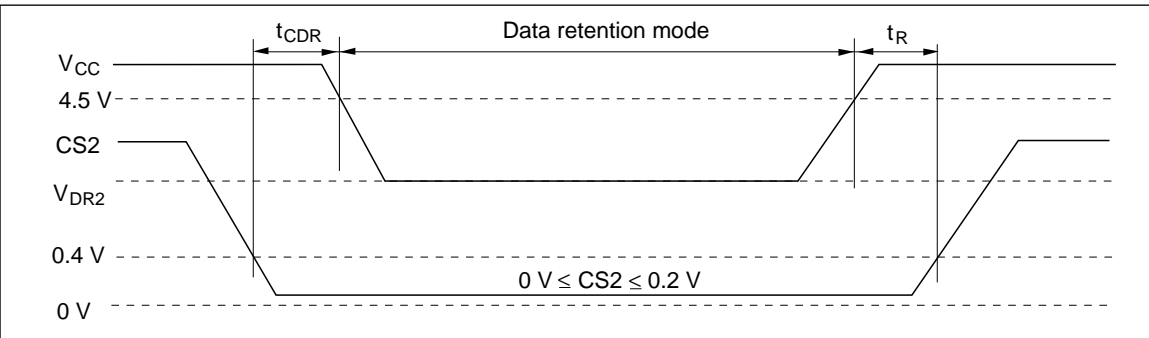 tCDR Data retention mode tR
VCC
4.5 V
CS2
VDR2
0.4 V
0 V ≤ CS2 ≤ 0.2 V
0 V